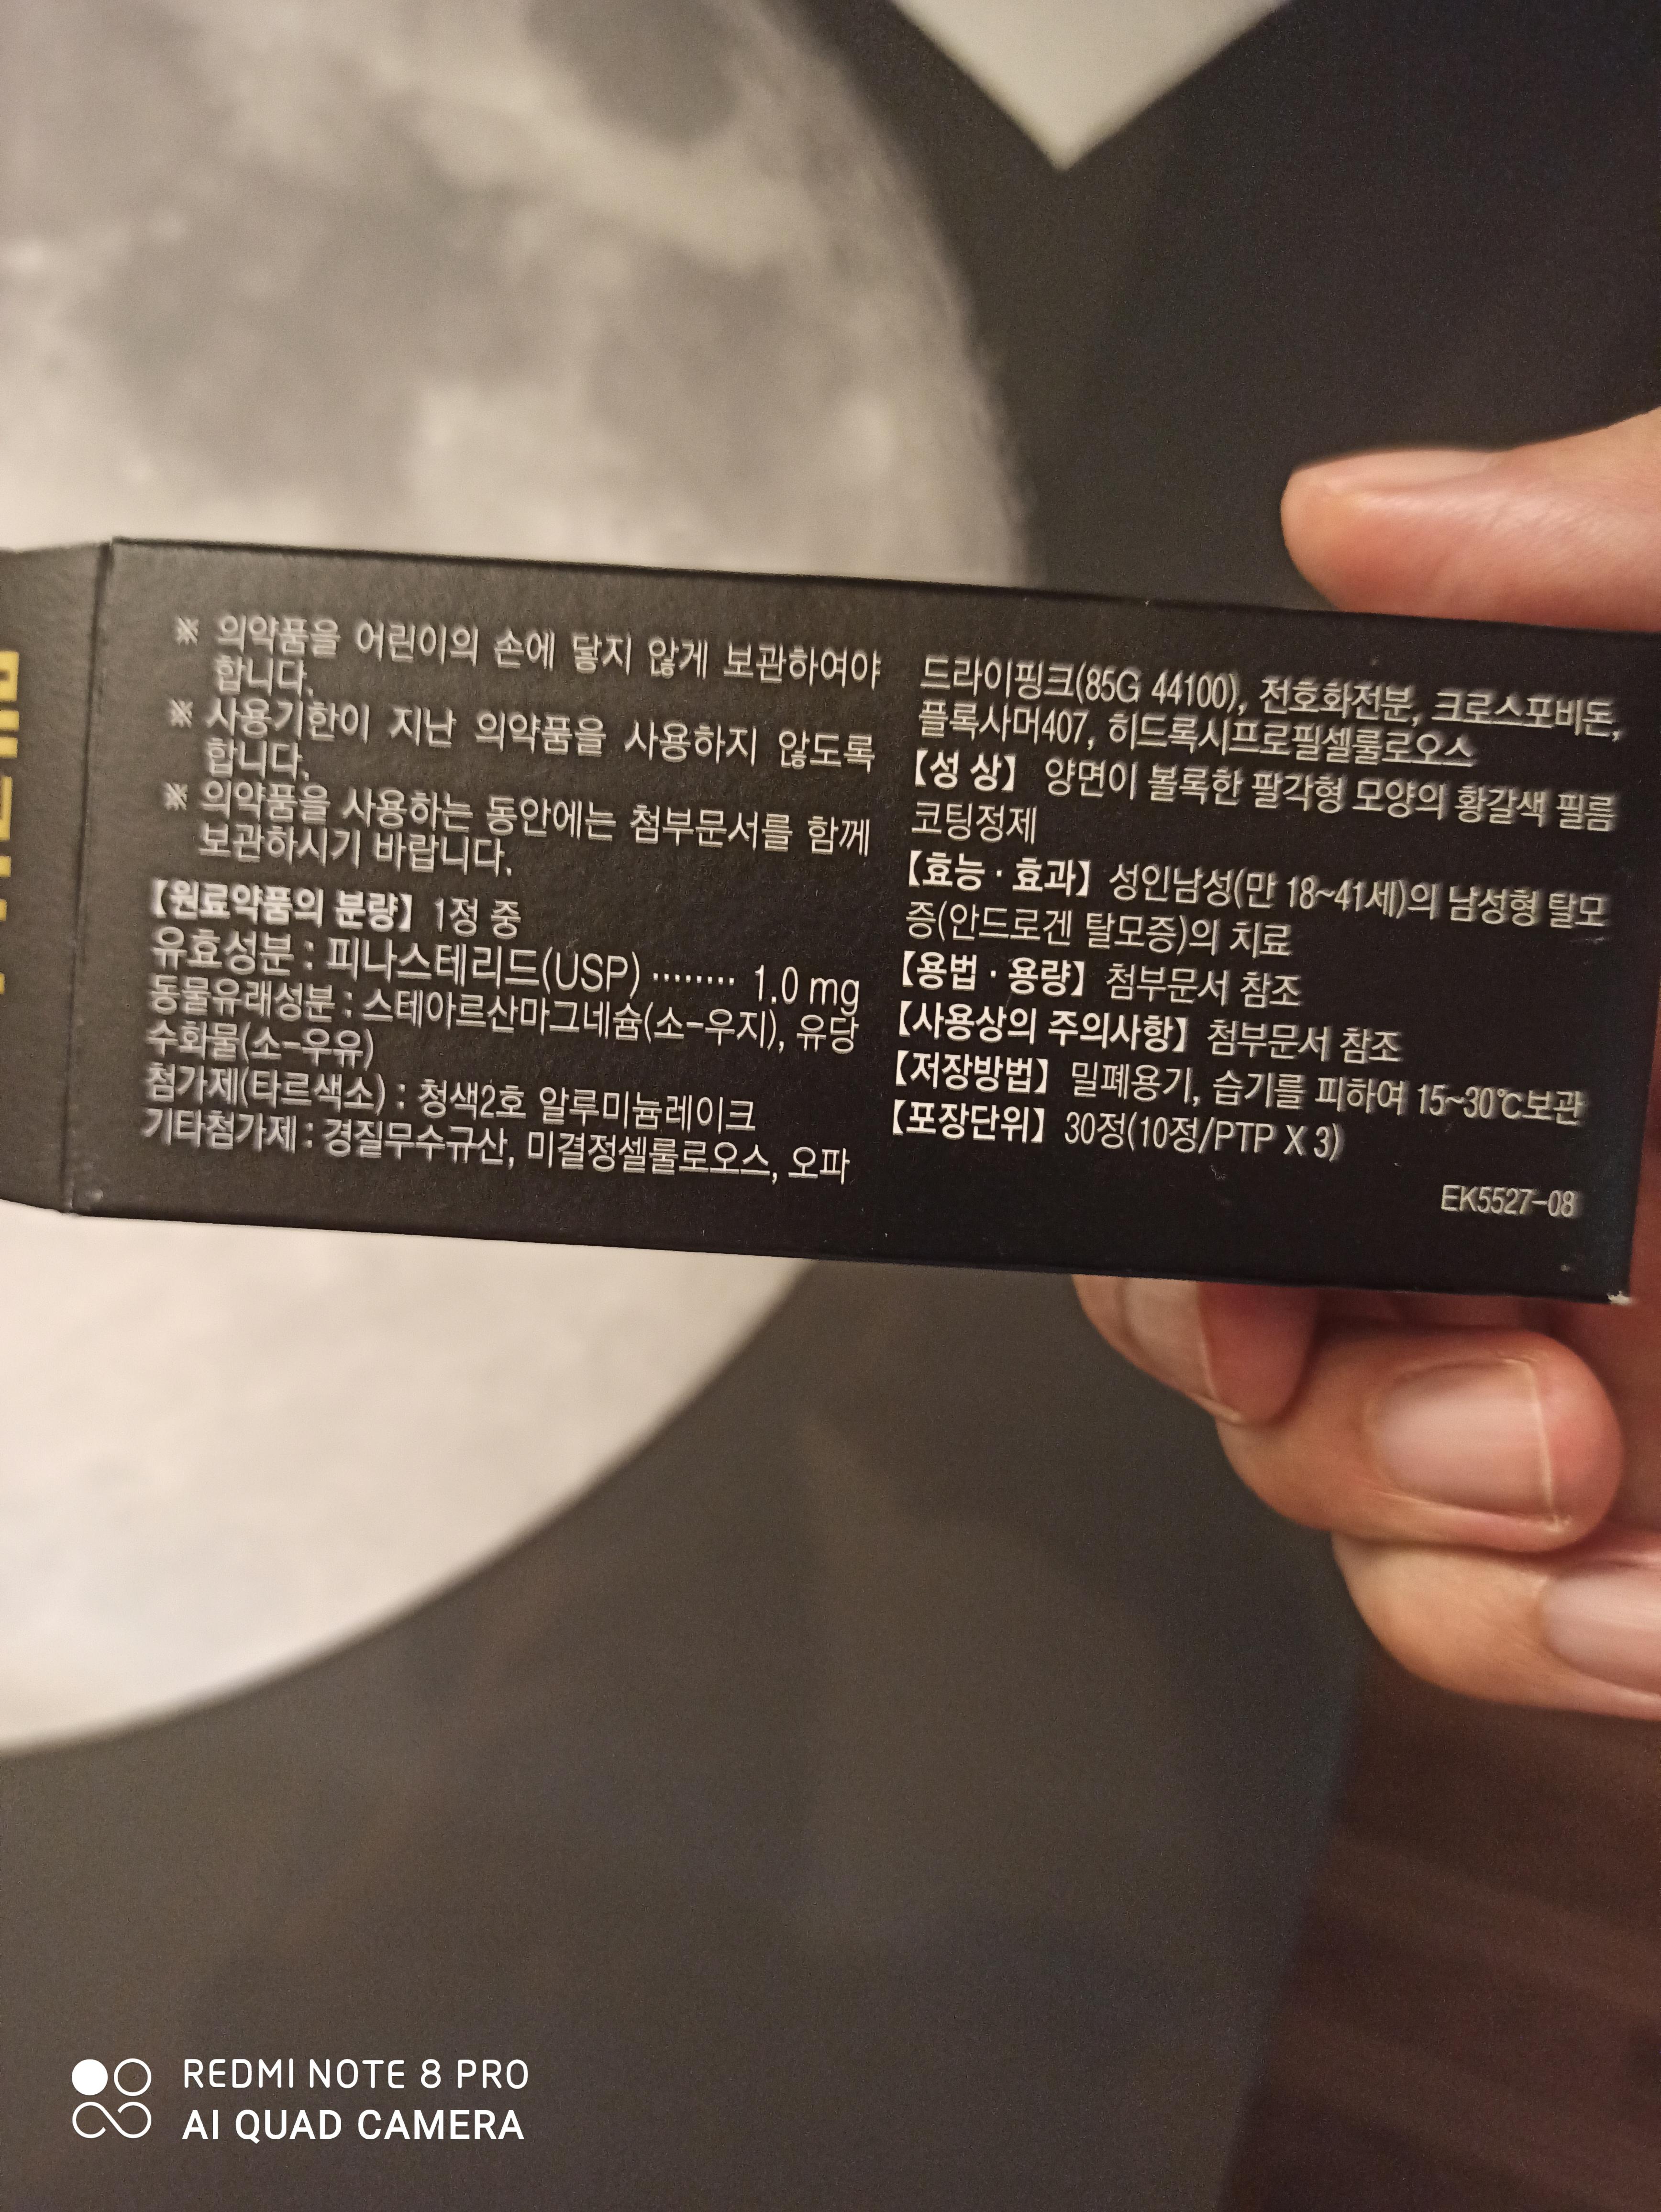 ※ 의약품을 어린이의 손에 닿지 않게 보관하여야
합니다.
※ 사용기한이 지난 의약품을 사용하지 않도록
합니다.
※ 의약품을 사용하는 동안에는 첨부문서를 함께
보관하시기 바랍니다.
【원료약품의 분량】 1정 중
유효성분 : 피나스테리드(USP) ········ 1.0 mg
동물유래성분 : 스테아르산마그네슘(소-우지), 유당
수화물(소-우유)
첨가제(타르색소) : 청색2호 알루미늄레이크
기타첨가제 : 경질무수규산, 미결정셀룰로오스, 오파
드라이핑크(85G 44100), 전호화전분, 크로스포비돈,
플록사머407, 히드록시프로필셀룰로오스
【성 상】 양면이 볼록한 팔각형 모양의 황갈색 필름
코팅정제
【효능 · 효과】 성인남성(만 18~41세)의 남성형 탈모
증(안드로겐 탈모증)의 치료
【용법 · 용량】 첨부문서 참조
【사용상의 주의사항】 첨부문서 참조
【저장방법】 밀폐용기, 습기를 피하여 15~30℃보관
【포장단위】 30정(10정/PTP X 3)
EK5527-08
REDMI NOTE 8 PRO
AI QUAD CAMERA